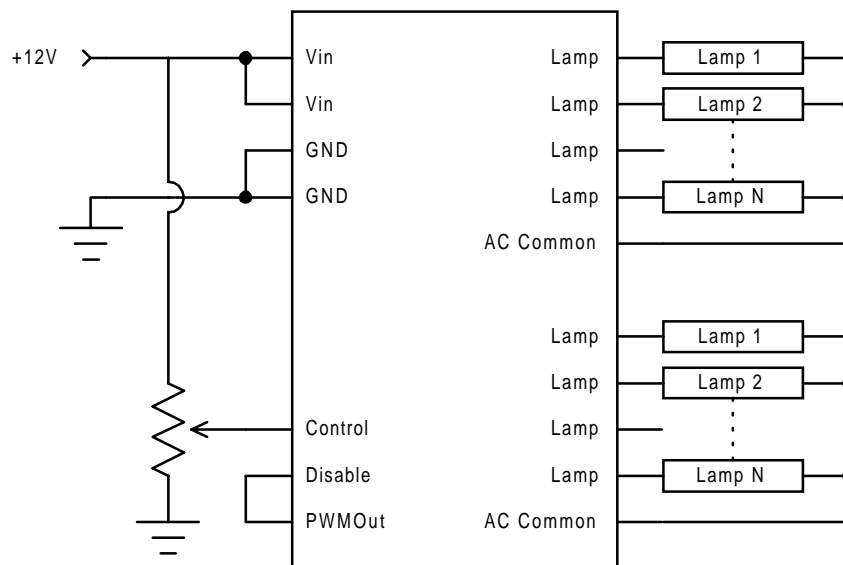 +12V Vin Lamp Lamp 1
Vin Lamp Lamp 2
GND Lamp
GND Lamp Lamp N
AC Common
Lamp Lamp 1
Lamp Lamp 2
Control Lamp
Disable Lamp Lamp N
PWMOut AC Common